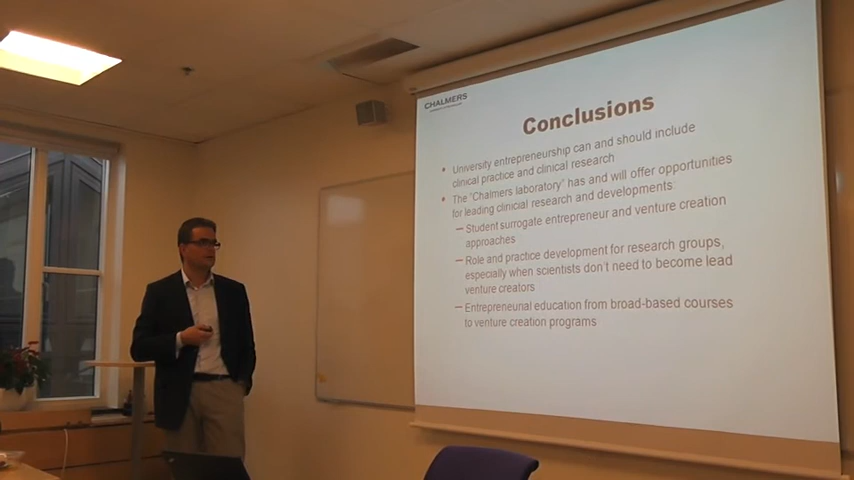 CHALMERS
Conclusions
• University entrepreneurship can and should include
clinical practice and clinical research
• The "Chalmers laboratory" has and will offer opportunities
for leading clinicial research and development
– Student surrogate entrepreneur and venture creation
approaches
– Role and practice development for research groups,
especially when scientists don't need to become lead
venture creators
– Entrepreneunal education from broad-based courses
to venture creation programs